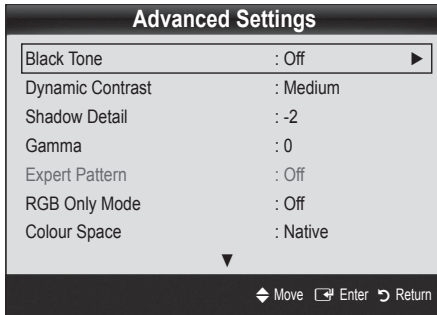 Advanced Settings
Black Tone : Off ►
Dynamic Contrast : Medium
Shadow Detail : -2
Gamma : 0
Expert Pattern : Off
RGB Only Mode : Off
Colour Space : Native
▼
Move Enter Return